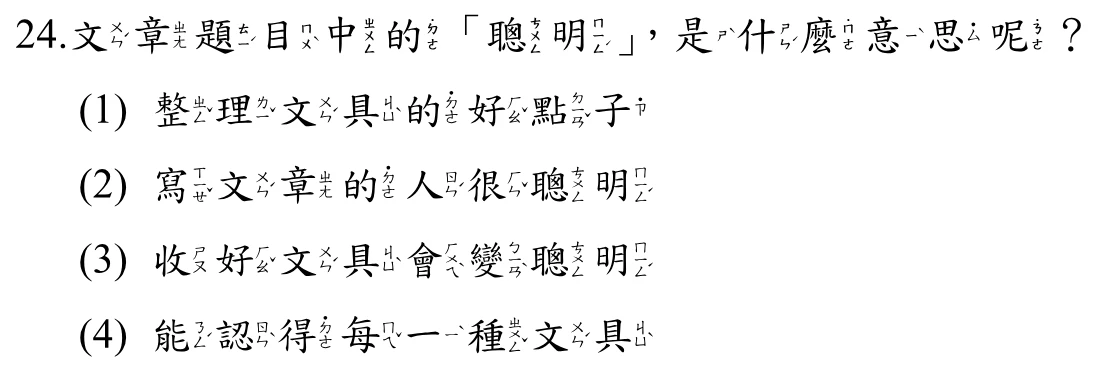 24.文章題目中的「聰明」，是什麼意思呢？
(1) 整理文具的好點子
(2) 寫文章的人很聰明
(3) 收好文具會變聰明
(4) 能認得每一種文具